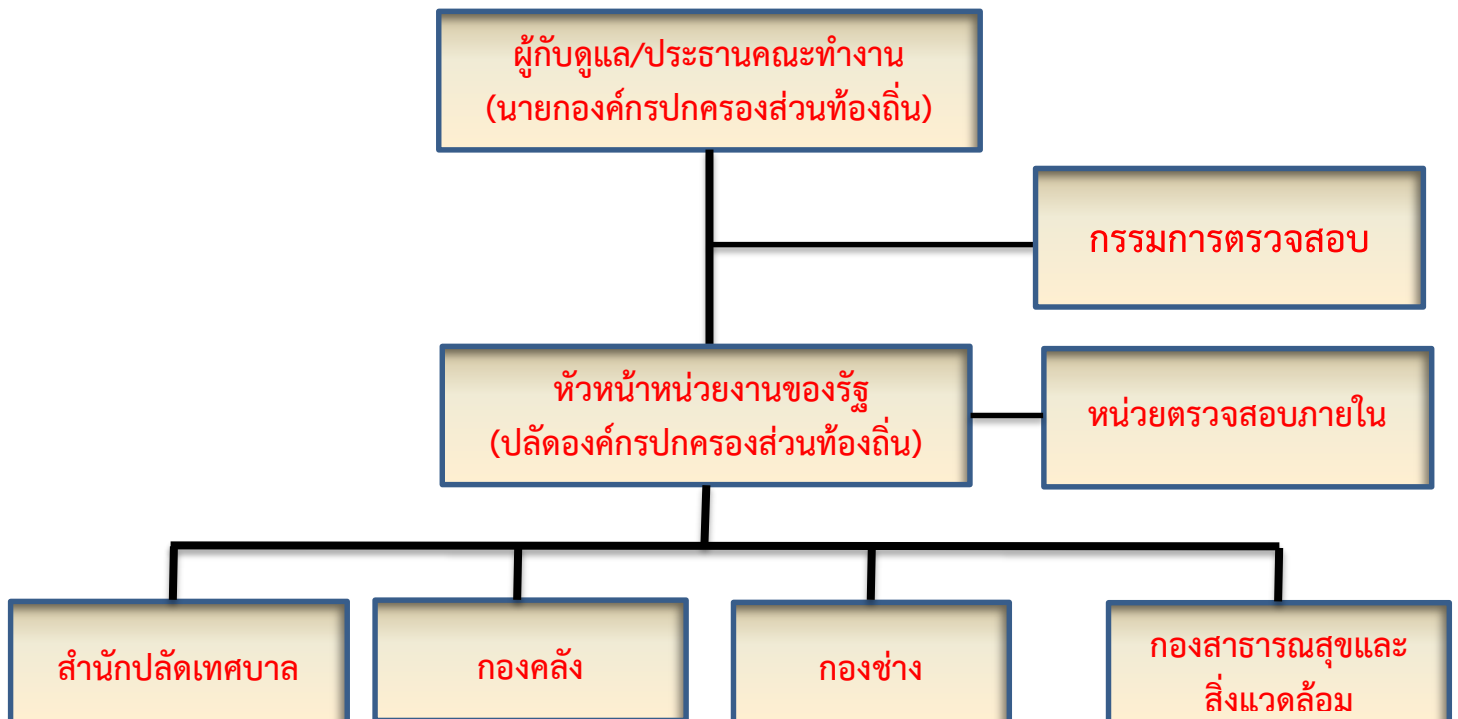 ผู้กับดูแล/ประธานคณะทำงาน
(นายกองค์กรปกครองส่วนท้องถิ่น)
กรรมการตรวจสอบ
หัวหน้าหน่วยงานของรัฐ
(ปลัดองค์กรปกครองส่วนท้องถิ่น)
หน่วยตรวจสอบภายใน
สำนักปลัดเทศบาล
กองคลัง
กองช่าง
กองสาธารณสุขและ
สิ่งแวดล้อม